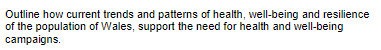 Outline how current trends and patterns of health, well-being and resilience
of the population of Wales, support the need for health and well-being
campaigns.